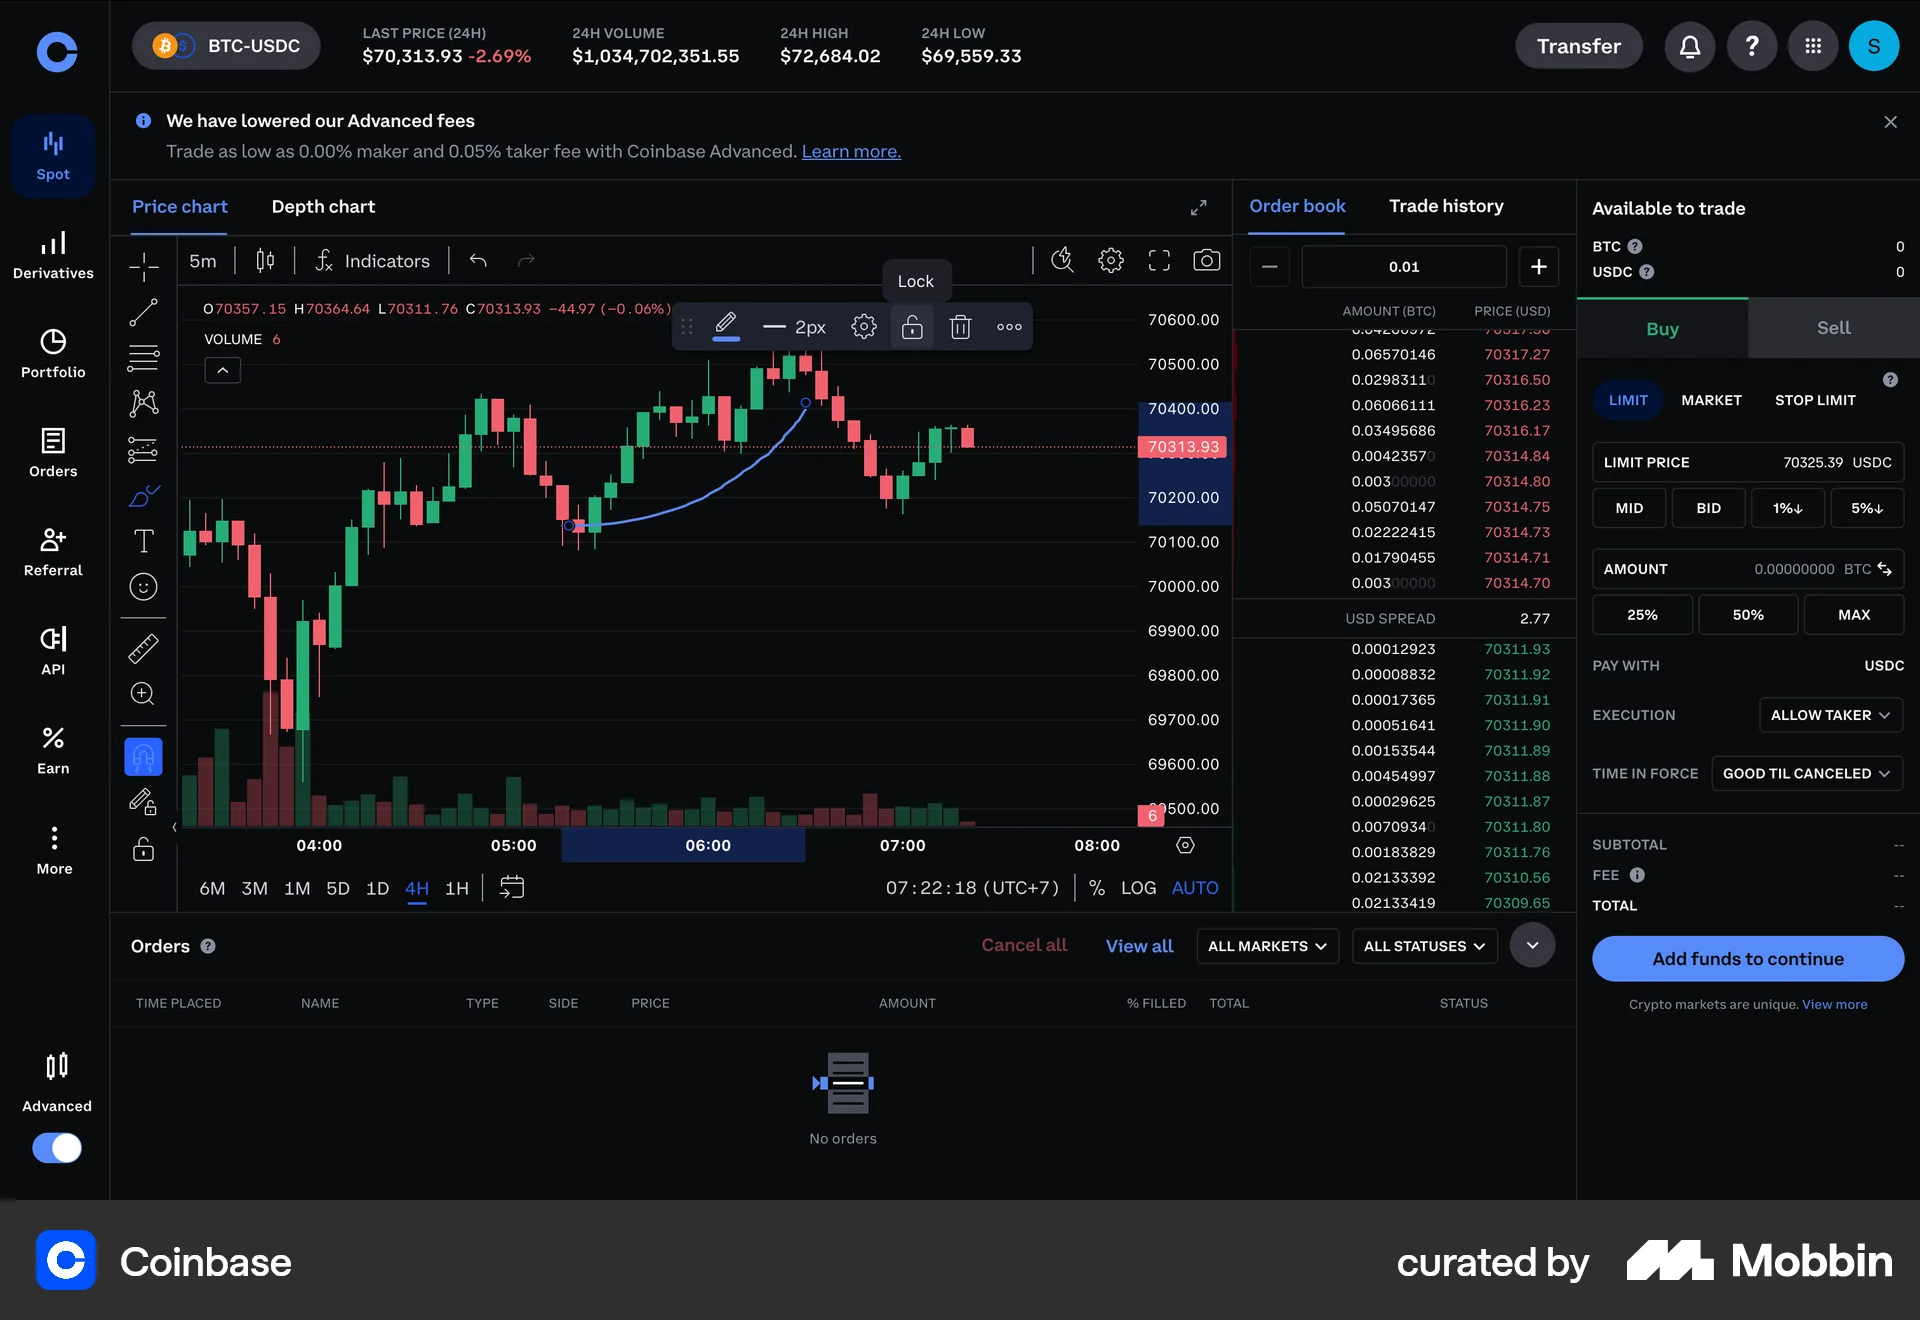 BTC-USDC
LAST PRICE (24H)
$70,313.93 -2.69%
24H VOLUME
$1,034,702,351.55
24H HIGH
$72,684.02
24H LOW
$69,559.33
Transfer
?
S
We have lowered our Advanced fees
Trade as low as 0.00% maker and 0.05% taker fee with Coinbase Advanced. Learn more.
Spot
Derivatives
Portfolio
Orders
Referral
API
Earn
More
Advanced
Price chart
Depth chart
5m
Indicators
Lock
O70357.15 H70364.64 L70311.76 C70313.93 −44.97 (−0.06%)
2px
VOLUME 6
70600.00
70500.00
70400.00
70313.93
70200.00
70100.00
70000.00
69900.00
69800.00
69700.00
69600.00
6
04:00
05:00
06:00
07:00
08:00
6M 3M 1M 5D 1D 4H 1H
07:22:18 (UTC+7)
% LOG AUTO
Order book
Trade history
0.01
AMOUNT (BTC) PRICE (USD)
0.06570146 70317.27
0.02983110 70316.50
0.06066111 70316.23
0.03495686 70316.17
0.00423570 70314.84
0.00300000 70314.80
0.05070147 70314.75
0.02222415 70314.73
0.01790455 70314.71
0.00300000 70314.70
USD SPREAD 2.77
0.00012923 70311.93
0.00008832 70311.92
0.00017365 70311.91
0.00051641 70311.90
0.00153544 70311.89
0.00454997 70311.88
0.00029625 70311.87
0.00709340 70311.80
0.00183829 70311.76
0.02133392 70310.56
0.02133419 70309.65
Available to trade
BTC ? 0
USDC ? 0
Buy
Sell
?
LIMIT
MARKET
STOP LIMIT
LIMIT PRICE 70325.39 USDC
MID
BID
1%↓
5%↓
AMOUNT 0.00000000 BTC
25%
50%
MAX
PAY WITH USDC
EXECUTION ALLOW TAKER
TIME IN FORCE GOOD TIL CANCELED
SUBTOTAL --
FEE --
TOTAL --
Add funds to continue
Crypto markets are unique. View more
Orders ?
Cancel all
View all
ALL MARKETS
ALL STATUSES
TIME PLACED NAME TYPE SIDE PRICE AMOUNT % FILLED TOTAL STATUS
No orders
Coinbase
curated by
Mobbin